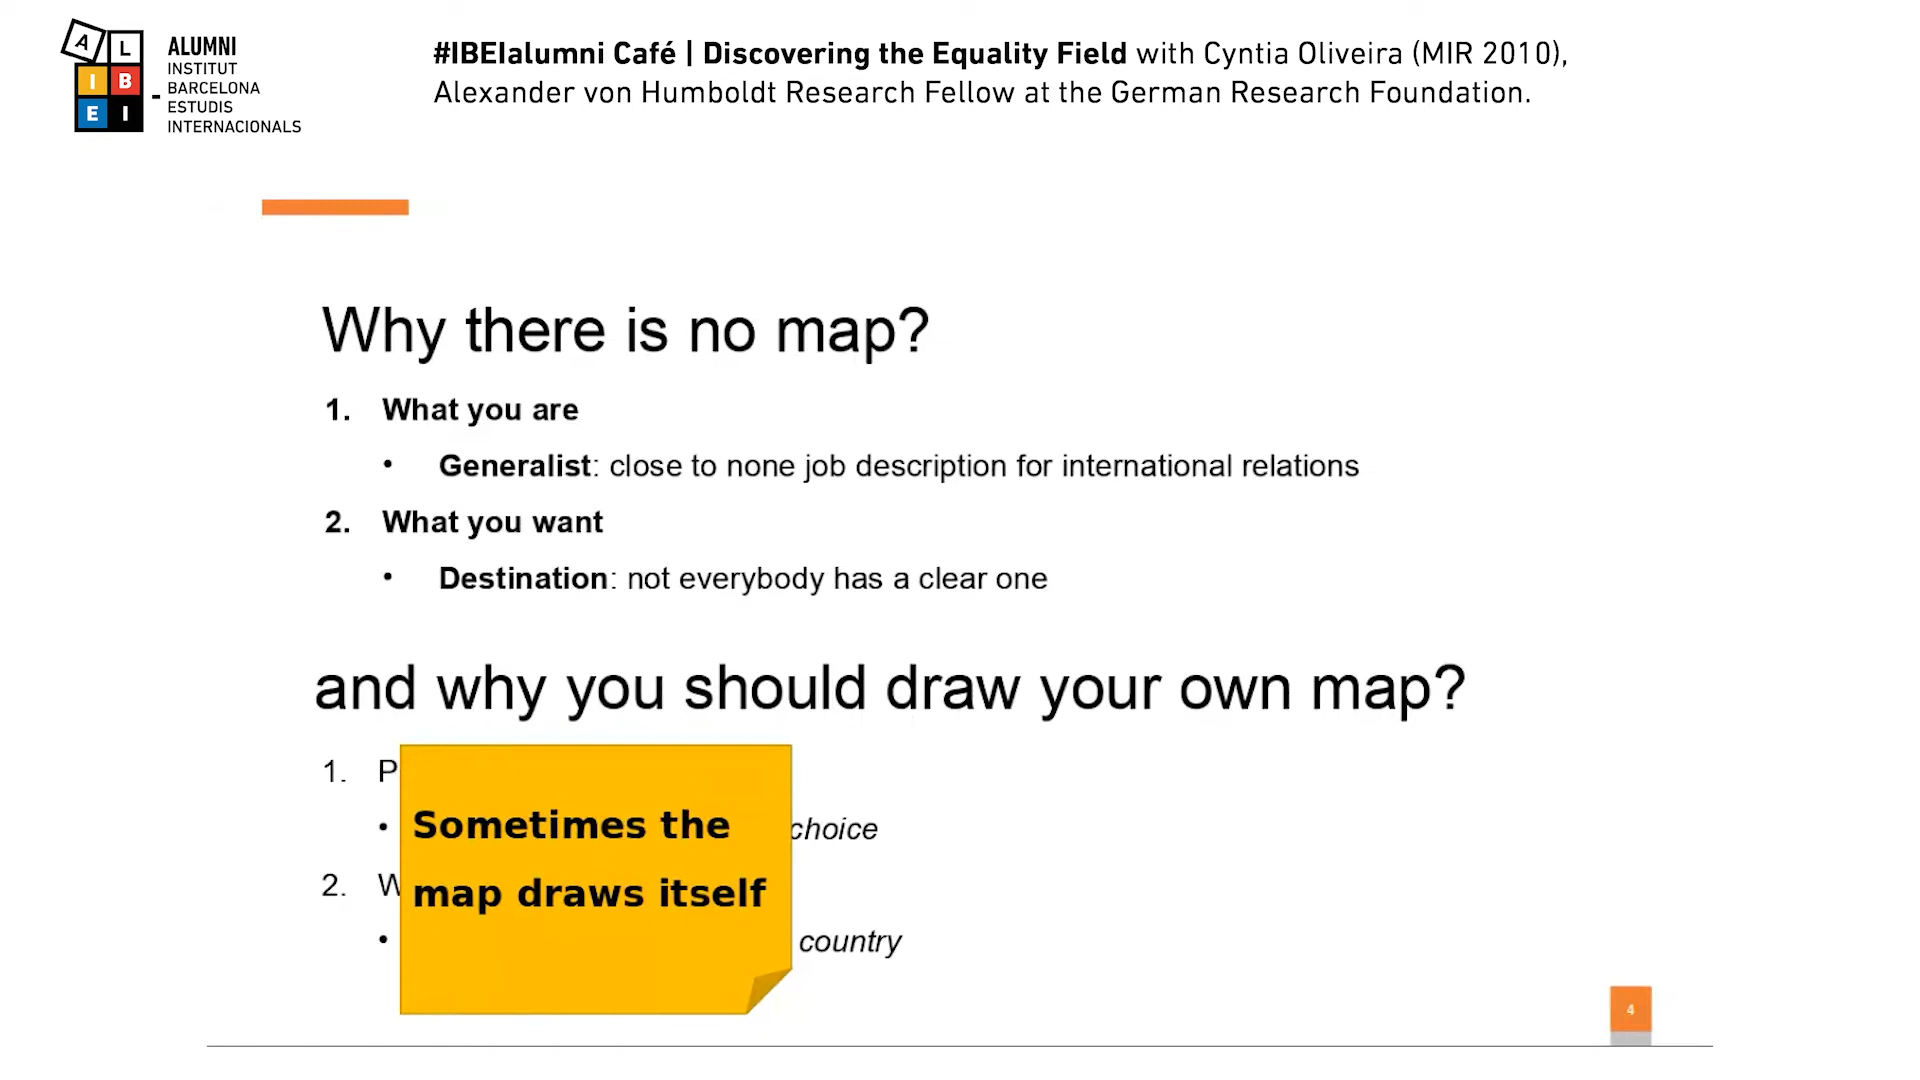 A L
I B
E I
ALUMNI
INSTITUT
BARCELONA
ESTUDIS
INTERNACIONALS
#IBEIalumni Café | Discovering the Equality Field with Cyntia Oliveira (MIR 2010),
Alexander von Humboldt Research Fellow at the German Research Foundation.
Why there is no map?
1. What you are
• Generalist: close to none job description for international relations
2. What you want
• Destination: not everybody has a clear one
and why you should draw your own map?
1.
• choice
2.
• country
Sometimes the
map draws itself
4